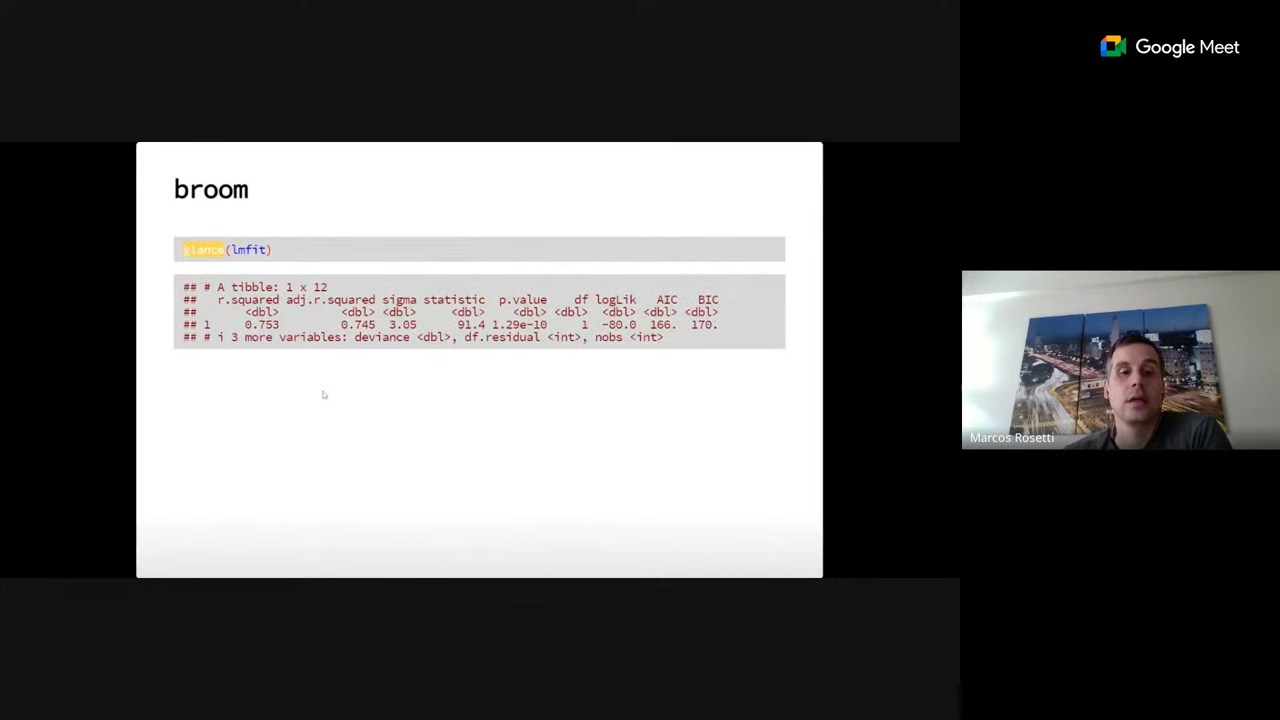 Google Meet
broom
glance(lmfit)
## # A tibble: 1 x 12
##   r.squared adj.r.squared sigma statistic  p.value    df logLik   AIC   BIC
##       <dbl>         <dbl> <dbl>     <dbl>    <dbl> <dbl>  <dbl> <dbl> <dbl>
## 1     0.753         0.745  3.05      91.4 1.29e-10     1  -80.0  166.  170.
## # i 3 more variables: deviance <dbl>, df.residual <int>, nobs <int>
Marcos Rosetti